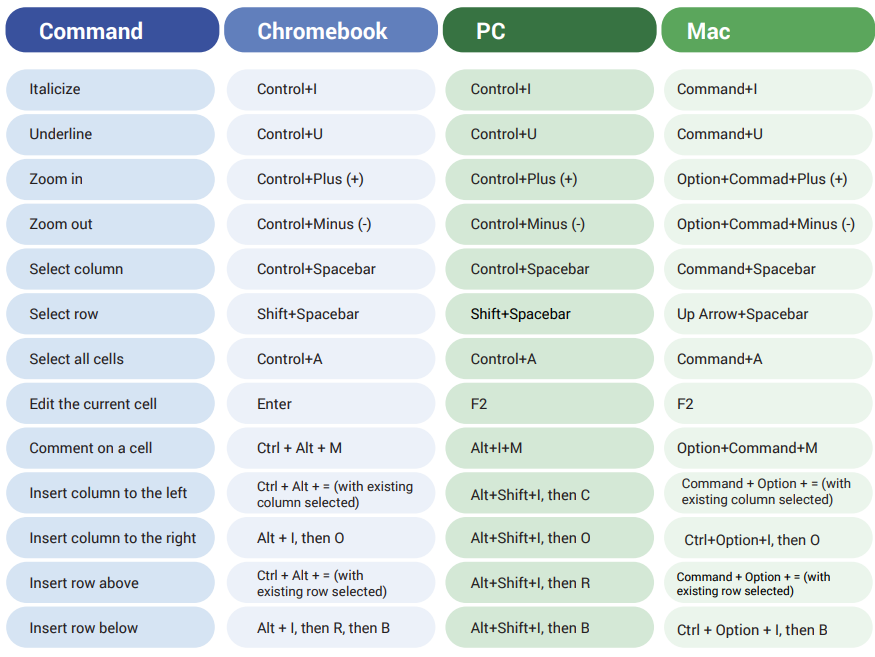 Command Chromebook PC Mac
Italicize Control+I Control+I Command+I
Underline Control+U Control+U Command+U
Zoom in Control+Plus (+) Control+Plus (+) Option+Commad+Plus (+)
Zoom out Control+Minus (-) Control+Minus (-) Option+Commad+Minus (-)
Select column Control+Spacebar Control+Spacebar Command+Spacebar
Select row Shift+Spacebar Shift+Spacebar Up Arrow+Spacebar
Select all cells Control+A Control+A Command+A
Edit the current cell Enter F2 F2
Comment on a cell Ctrl + Alt + M Alt+I+M Option+Command+M
Insert column to the left Ctrl + Alt + = (with existing column selected) Alt+Shift+I, then C Command + Option + = (with existing column selected)
Insert column to the right Alt + I, then O Alt+Shift+I, then O Ctrl+Option+I, then O
Insert row above Ctrl + Alt + = (with existing row selected) Alt+Shift+I, then R Command + Option + = (with existing row selected)
Insert row below Alt + I, then R, then B Alt+Shift+I, then B Ctrl + Option + I, then B